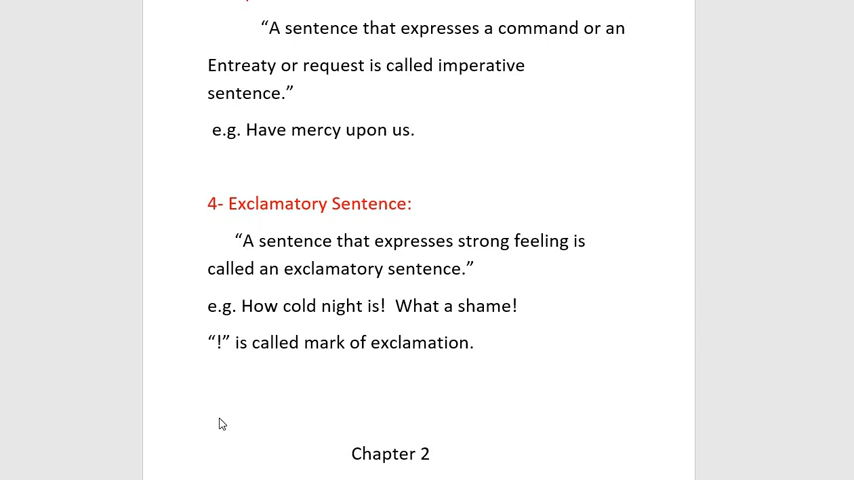 “A sentence that expresses a command or an
Entreaty or request is called imperative
sentence.”
e.g. Have mercy upon us.
4- Exclamatory Sentence:
“A sentence that expresses strong feeling is
called an exclamatory sentence.”
e.g. How cold night is!  What a shame!
“!” is called mark of exclamation.
Chapter 2